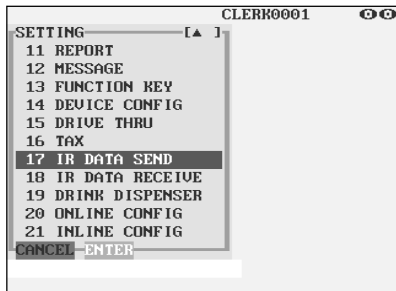 CLERK0001
SETTING [▲ ]
11 REPORT
12 MESSAGE
13 FUNCTION KEY
14 DEVICE CONFIG
15 DRIVE THRU
16 TAX
17 IR DATA SEND
18 IR DATA RECEIVE
19 DRINK DISPENSER
20 ONLINE CONFIG
21 INLINE CONFIG
CANCEL ENTER